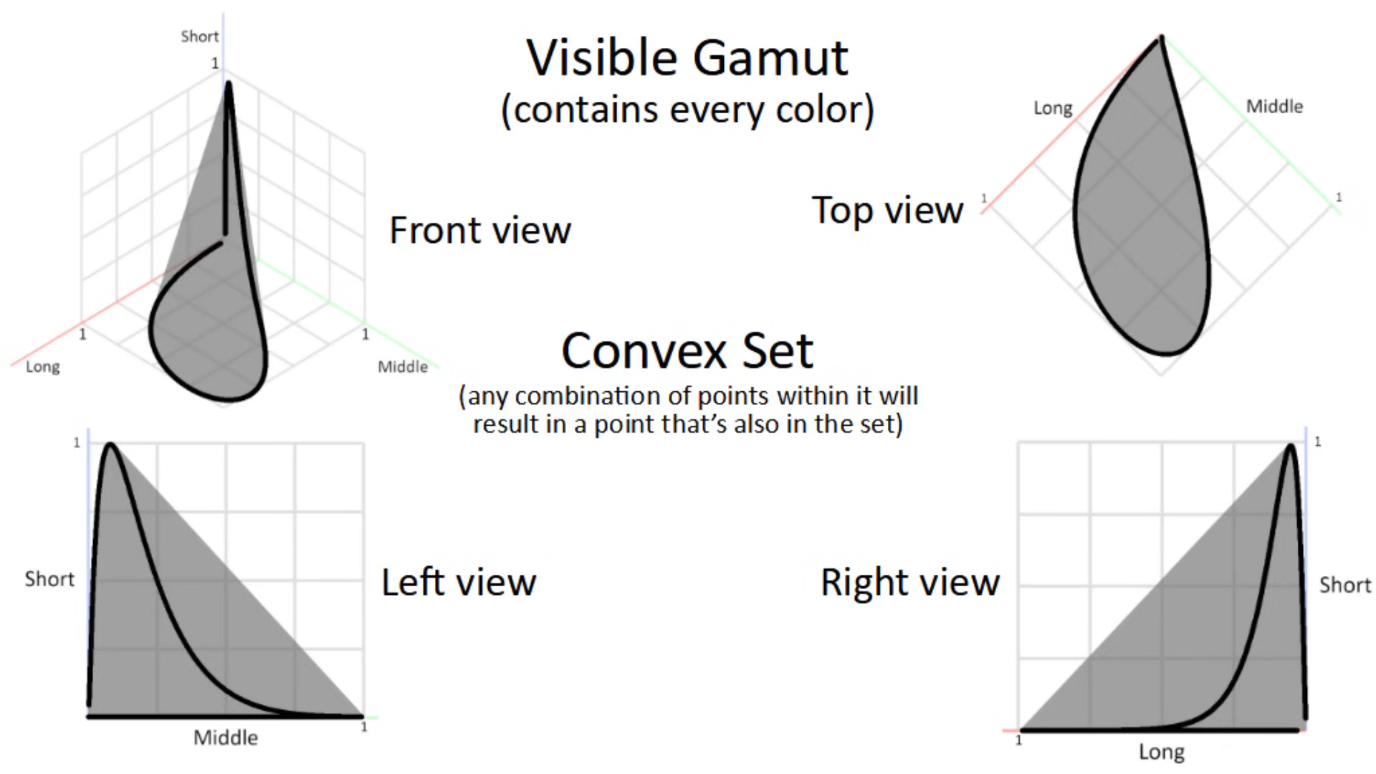 Visible Gamut
(contains every color)
Short
1
1
1
Long
Middle
Front view
Long
Middle
1
1
Top view
Convex Set
(any combination of points within it will
result in a point that's also in the set)
1
Short
1
Middle
Left view
Right view
1
Short
1
Long